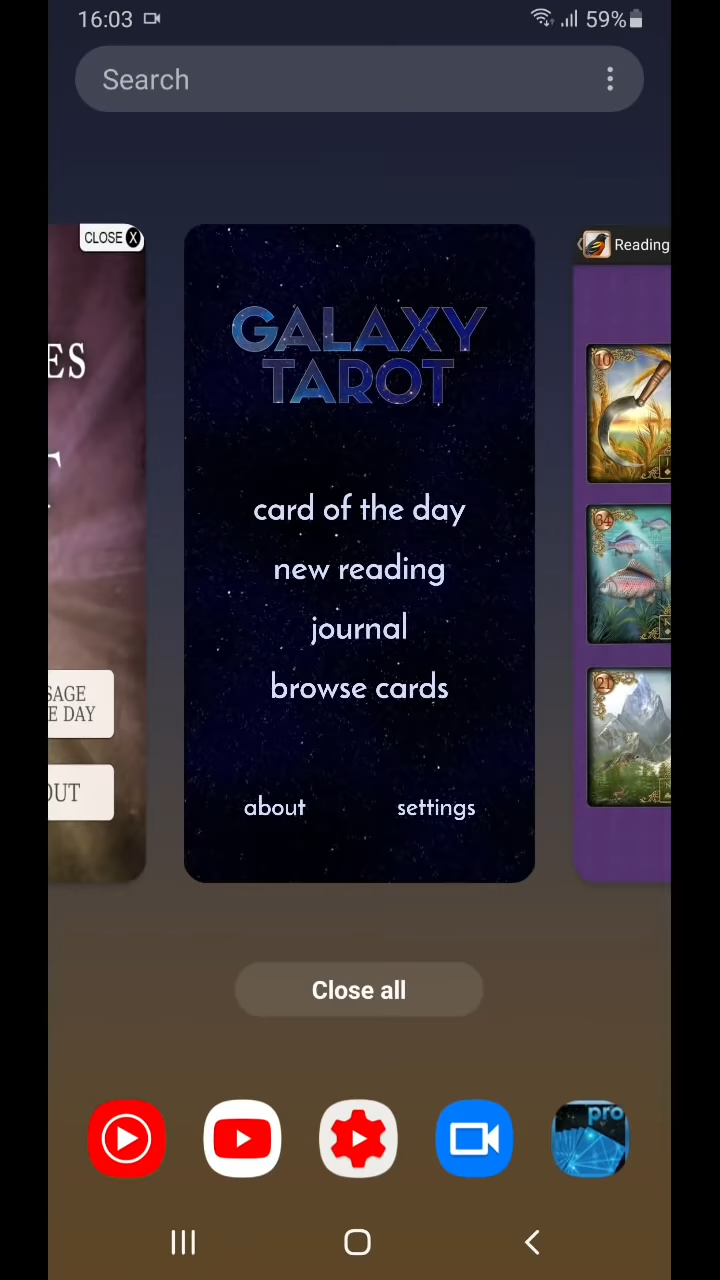 16:03
59%
Search
CLOSE X
ES
GALAXY
TAROT
card of the day
new reading
journal
browse cards
about
settings
SAGE
E DAY
OUT
Reading
10
34
21
Close all
pro